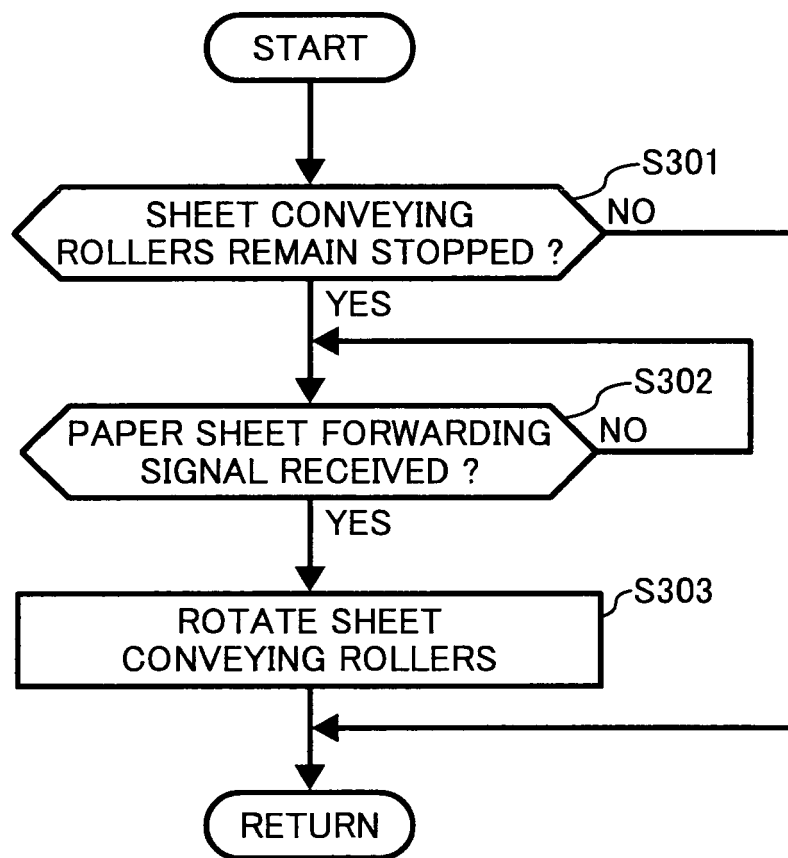 START
S301
SHEET CONVEYING
ROLLERS REMAIN STOPPED ?
NO
YES
S302
PAPER SHEET FORWARDING
SIGNAL RECEIVED ?
NO
YES
S303
ROTATE SHEET
CONVEYING ROLLERS
RETURN